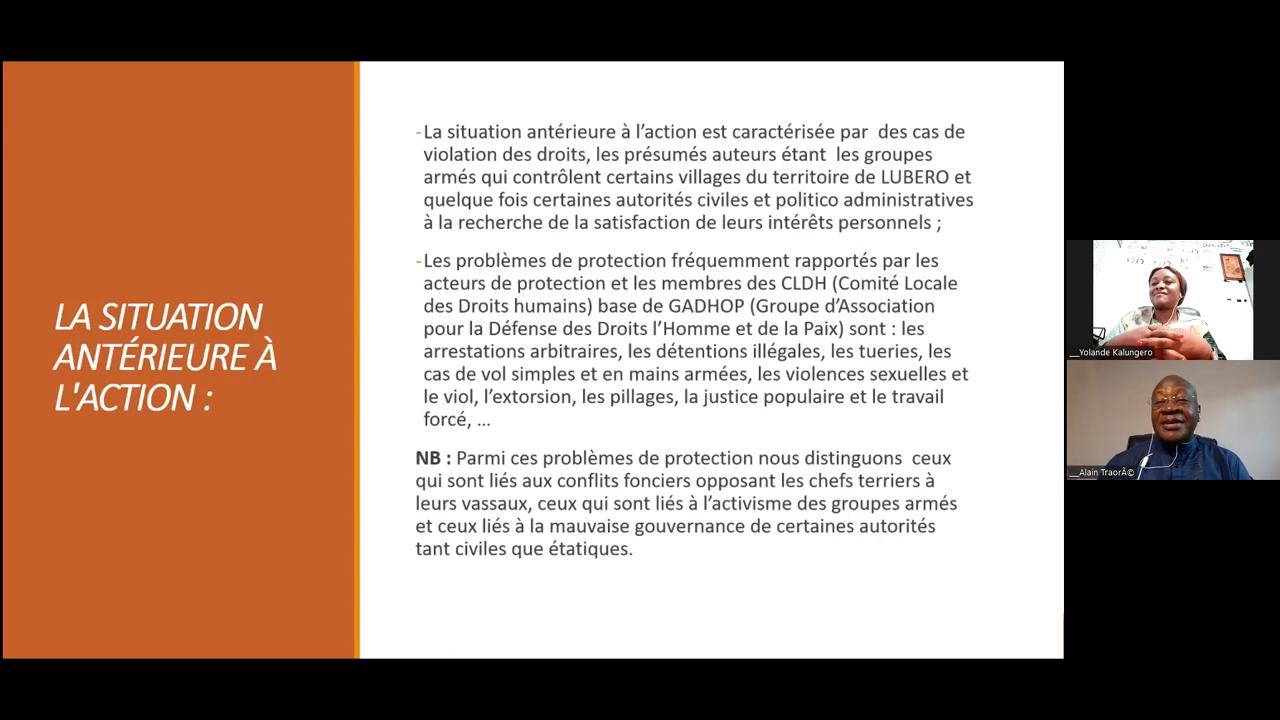 LA SITUATION
ANTÉRIEURE À
L'ACTION :
-La situation antérieure à l’action est caractérisée par des cas de
violation des droits, les présumés auteurs étant les groupes
armés qui contrôlent certains villages du territoire de LUBERO et
quelque fois certaines autorités civiles et politico administratives
à la recherche de la satisfaction de leurs intérêts personnels ;
-Les problèmes de protection fréquemment rapportés par les
acteurs de protection et les membres des CLDH (Comité Locale
des Droits humains) base de GADHOP (Groupe d’Association
pour la Défense des Droits l’Homme et de la Paix) sont : les
arrestations arbitraires, les détentions illégales, les tueries, les
cas de vol simples et en mains armées, les violences sexuelles et
le viol, l’extorsion, les pillages, la justice populaire et le travail
forcé, ...
NB : Parmi ces problèmes de protection nous distinguons ceux
qui sont liés aux conflits fonciers opposant les chefs terriers à
leurs vassaux, ceux qui sont liés à l’activisme des groupes armés
et ceux liés à la mauvaise gouvernance de certaines autorités
tant civiles que étatiques.
__Yolande Kalungero
__Alain TraorÃ©